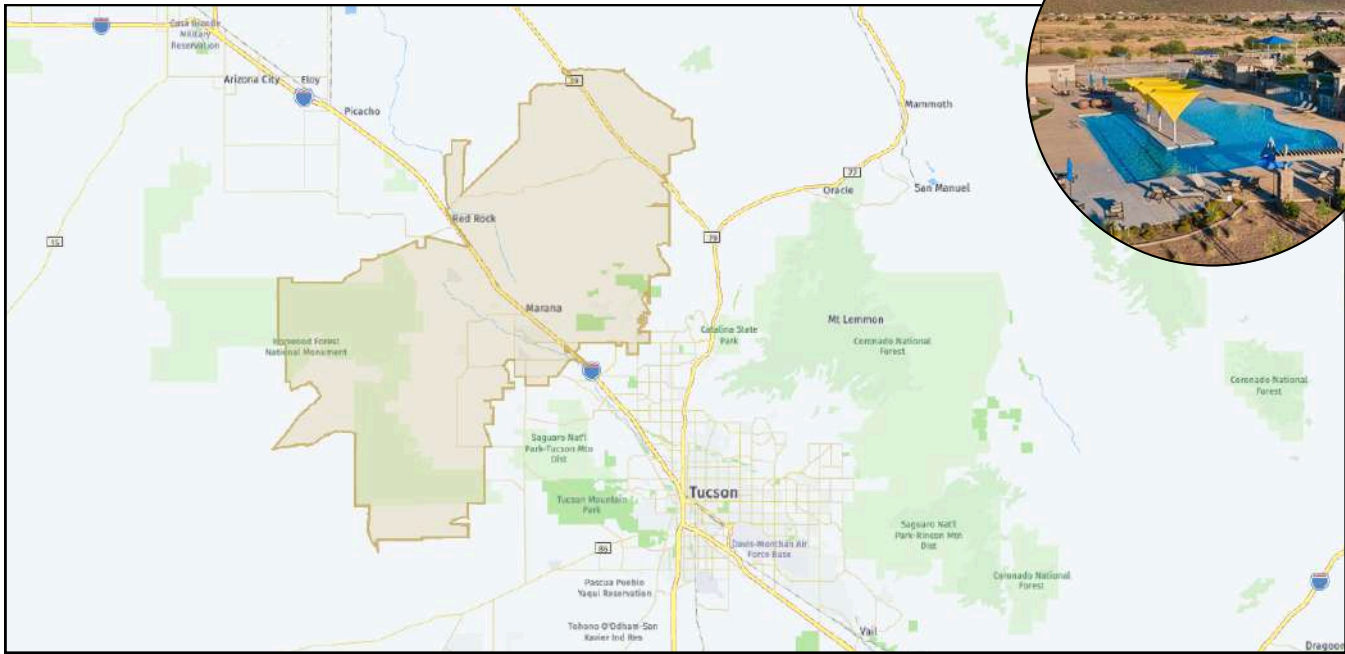 Casa Grande
Military
Reservation
Arizona City
Eloy
Picacho
79
Mammoth
77
Oracle
San Manuel
Red Rock
15
79
Marana
Mt Lemmon
Catalina State
Park
Coronado National
Forest
Ironwood Forest
National Monument
Coronado National
Forest
Saguaro Nat'l
Park-Tucson Mtn
Dist
Tucson
Tucson Mountain
Park
Saguaro Nat'l
Park-Rincon Mtn
Dist
86
Davis-Monthan Air
Force Base
Coronado National
Forest
Pascua Pueblo
Yaqui Reservation
Tohono O'Odham-San
Xavier Ind Res
Vail
Dragoon